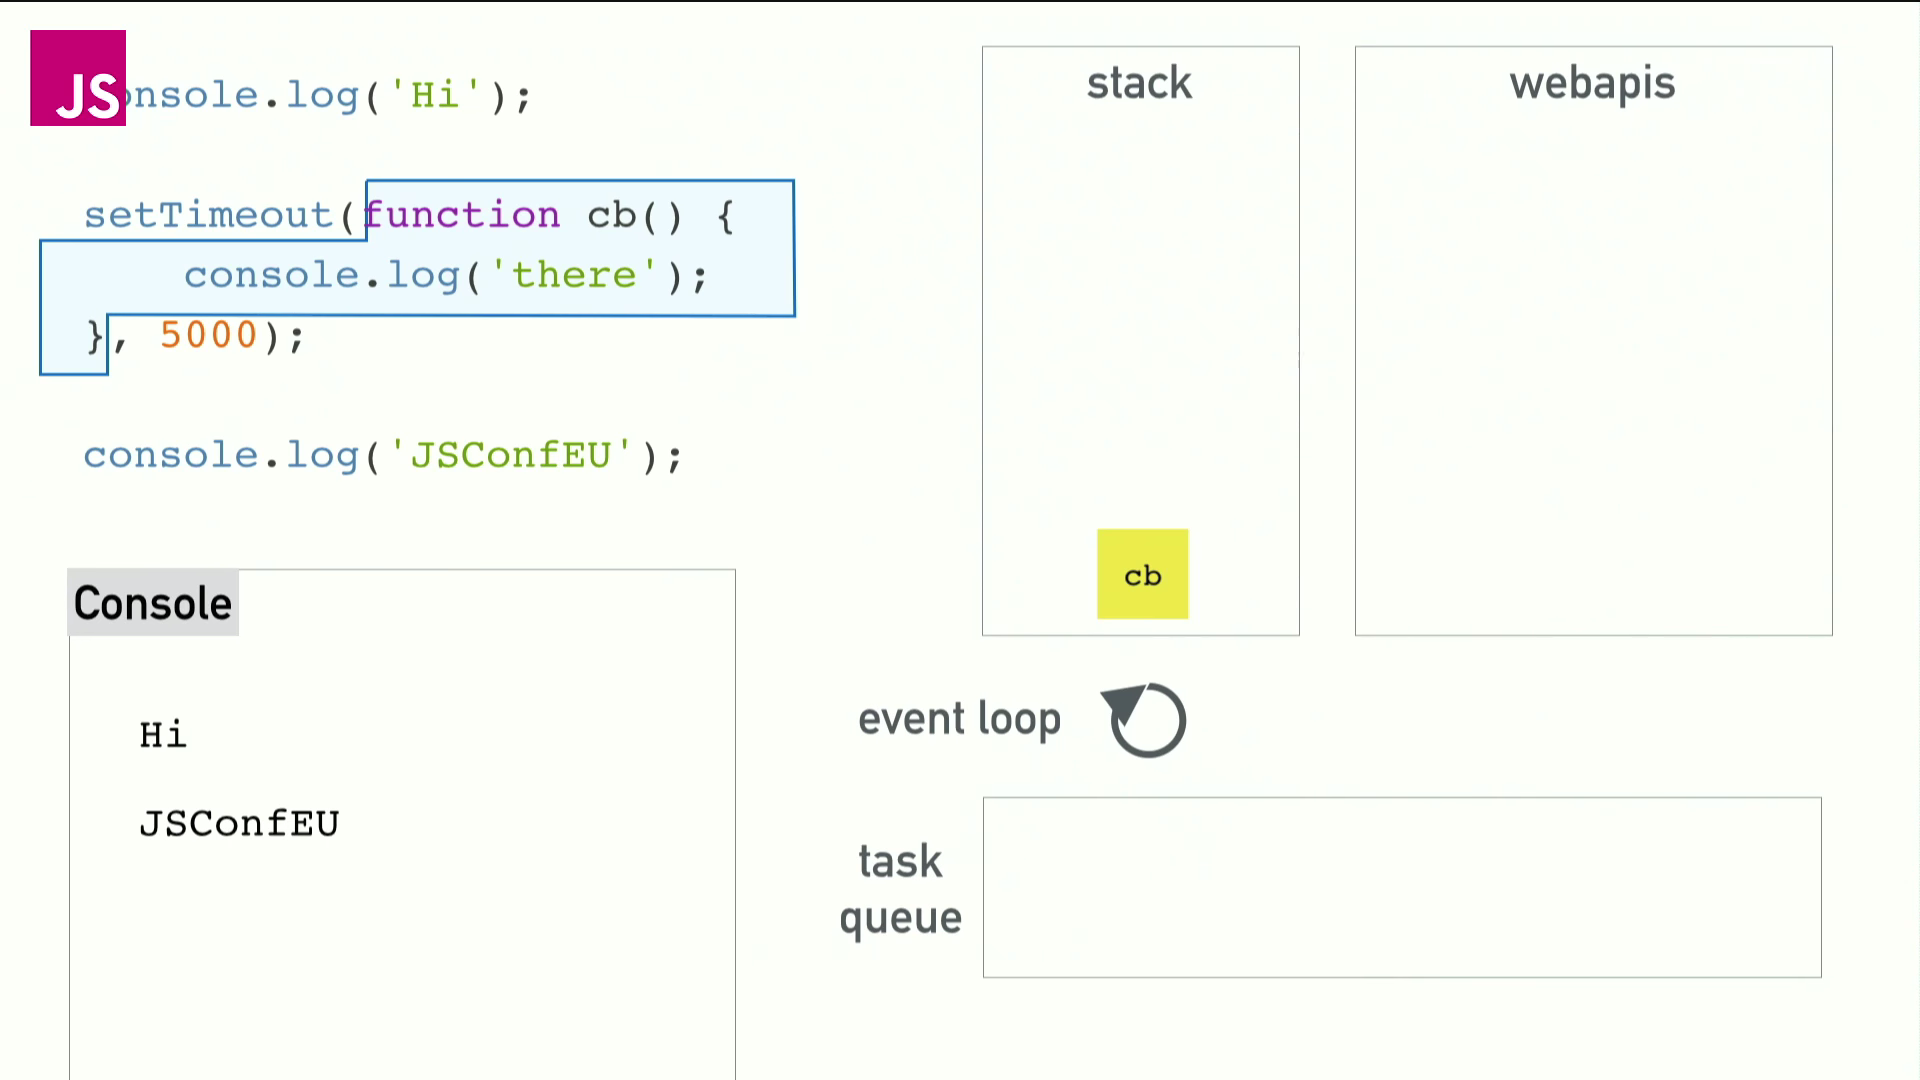 JS
onsole.log('Hi');
setTimeout(function cb() {
console.log('there');
}, 5000);
console.log('JSConfEU');
Console
Hi
JSConfEU
stack
webapis
cb
event loop
task
queue